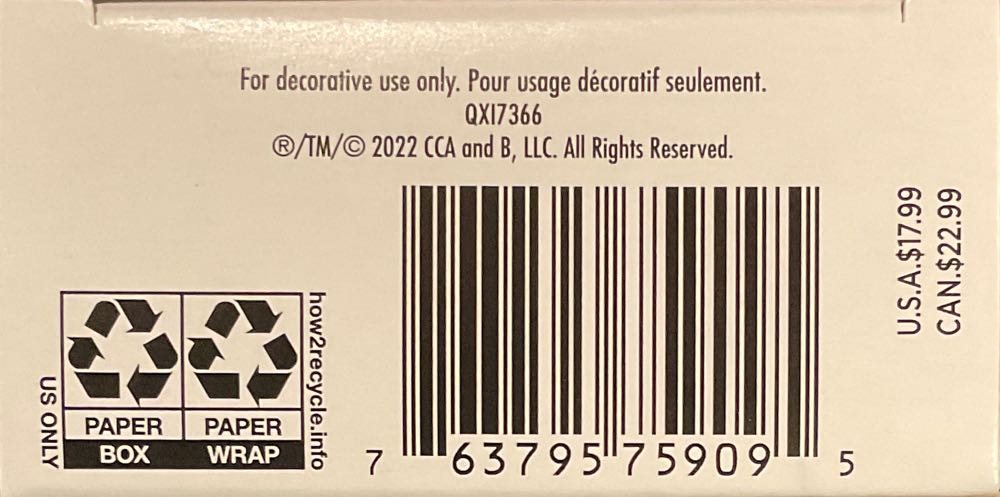 For decorative use only. Pour usage décoratif seulement.
QXI7366
®/TM/© 2022 CCA and B, LLC. All Rights Reserved.
U.S.A.$17.99
CAN.$22.99
how2recycle.info
US ONLY
PAPER PAPER
BOX WRAP
7 63795 75909 5